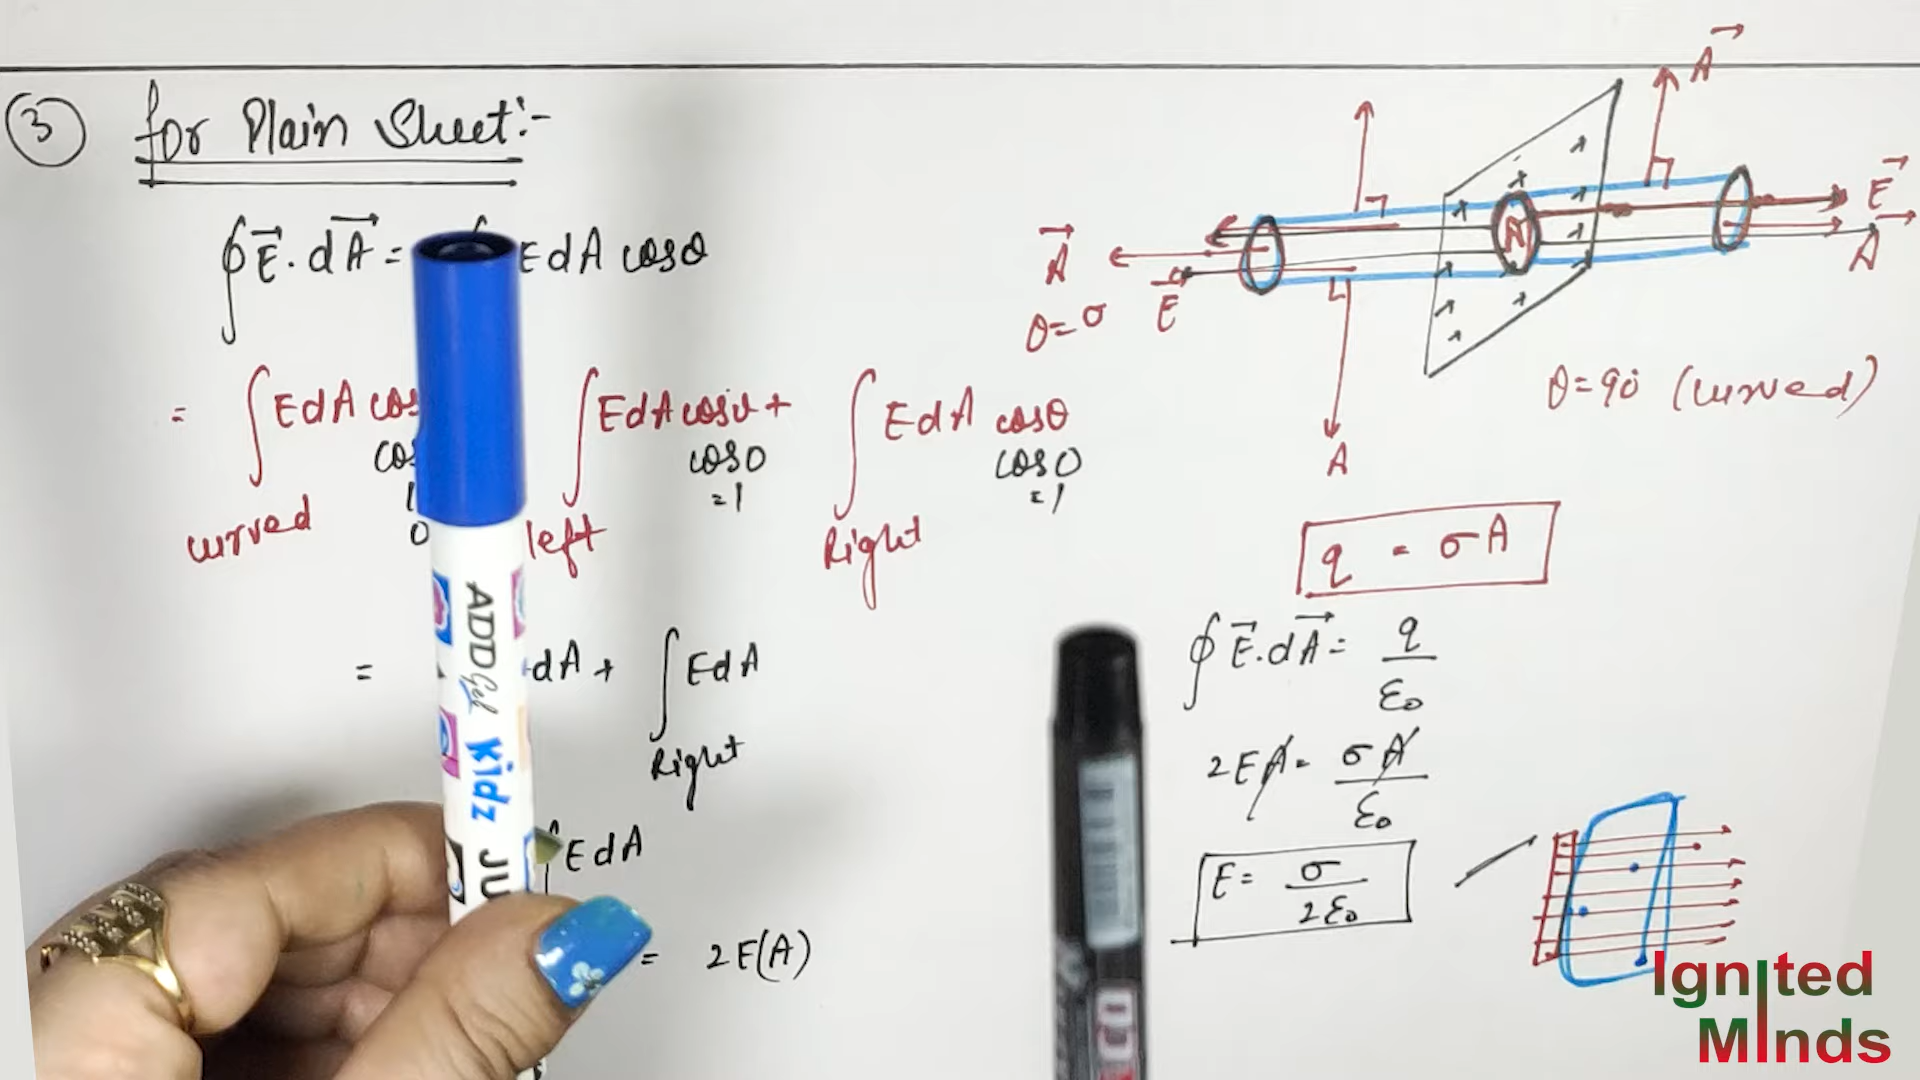 3 for Plain Sheet:-
∮E⃗.dA⃗ = ∫EdA cosθ
= ∫EdA cos ∫EdA cosθ + ∫EdA cosθ
cos0 cos0
=1 =1
0
curved left Right
= dA + ∫EdA
Right
∫EdA
= 2E(A)
A⃗
E⃗
A⃗
A
A⃗
E⃗
θ=0
θ=90 (curved)
A
q = σA
∮E⃗.dA⃗ = q/ε0
2EA = σA/ε0
E = σ/2ε0
ADD Gel Kidz JU
Ignited
Minds